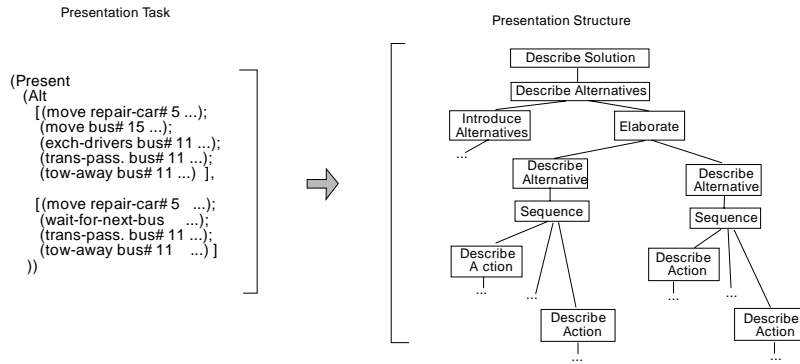 Presentation Task
(Present
(Alt
[(move repair-car# 5 ...);
(move bus# 15 ...);
(exch-drivers bus# 11 ...);
(trans-pass. bus# 11 ...);
(tow-away bus# 11 ...) ],
[(move repair-car# 5 ...);
(wait-for-next-bus ...);
(trans-pass. bus# 11 ...);
(tow-away bus# 11 ...) ]
))
Presentation Structure
Describe Solution
Describe Alternatives
Introduce
Alternatives
...
Elaborate
Describe
Alternative
Sequence
Describe
A ction
...
...
Describe
Action
...
Describe
Alternative
Sequence
Describe
Action
...
...
Describe
Action
...